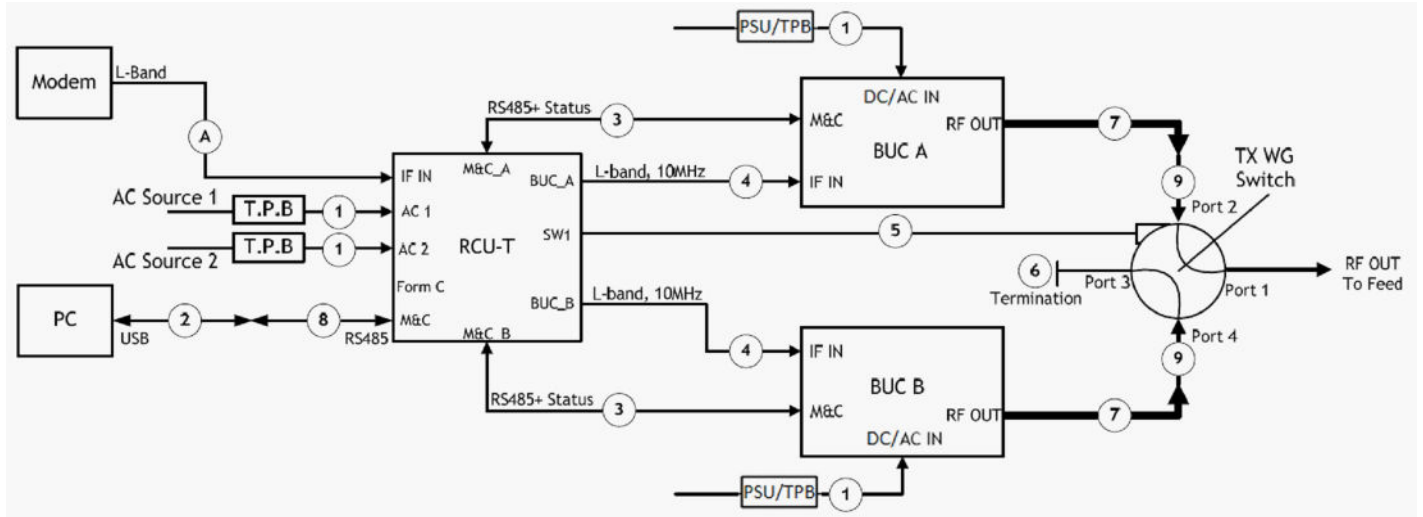 PSU/TPB
1
Modem
L-Band
A
RS485+ Status
3
DC/AC IN
M&C
RF OUT
BUC A
IF IN
7
9
TX WG
Switch
Port 2
M&C_A
IF IN
BUC_A
L-band, 10MHz
4
AC Source 1
T.P.B
1
AC 1
AC Source 2
T.P.B
1
AC 2
RCU-T
SW1
5
6
Termination
Port 3
Port 1
RF OUT
To Feed
Form C
BUC_B
L-band, 10MHz
4
PC
USB
2
8
RS485
M&C
M&C_B
Port 4
9
IF IN
BUC B
RS485+ Status
3
M&C
RF OUT
7
DC/AC IN
PSU/TPB
1